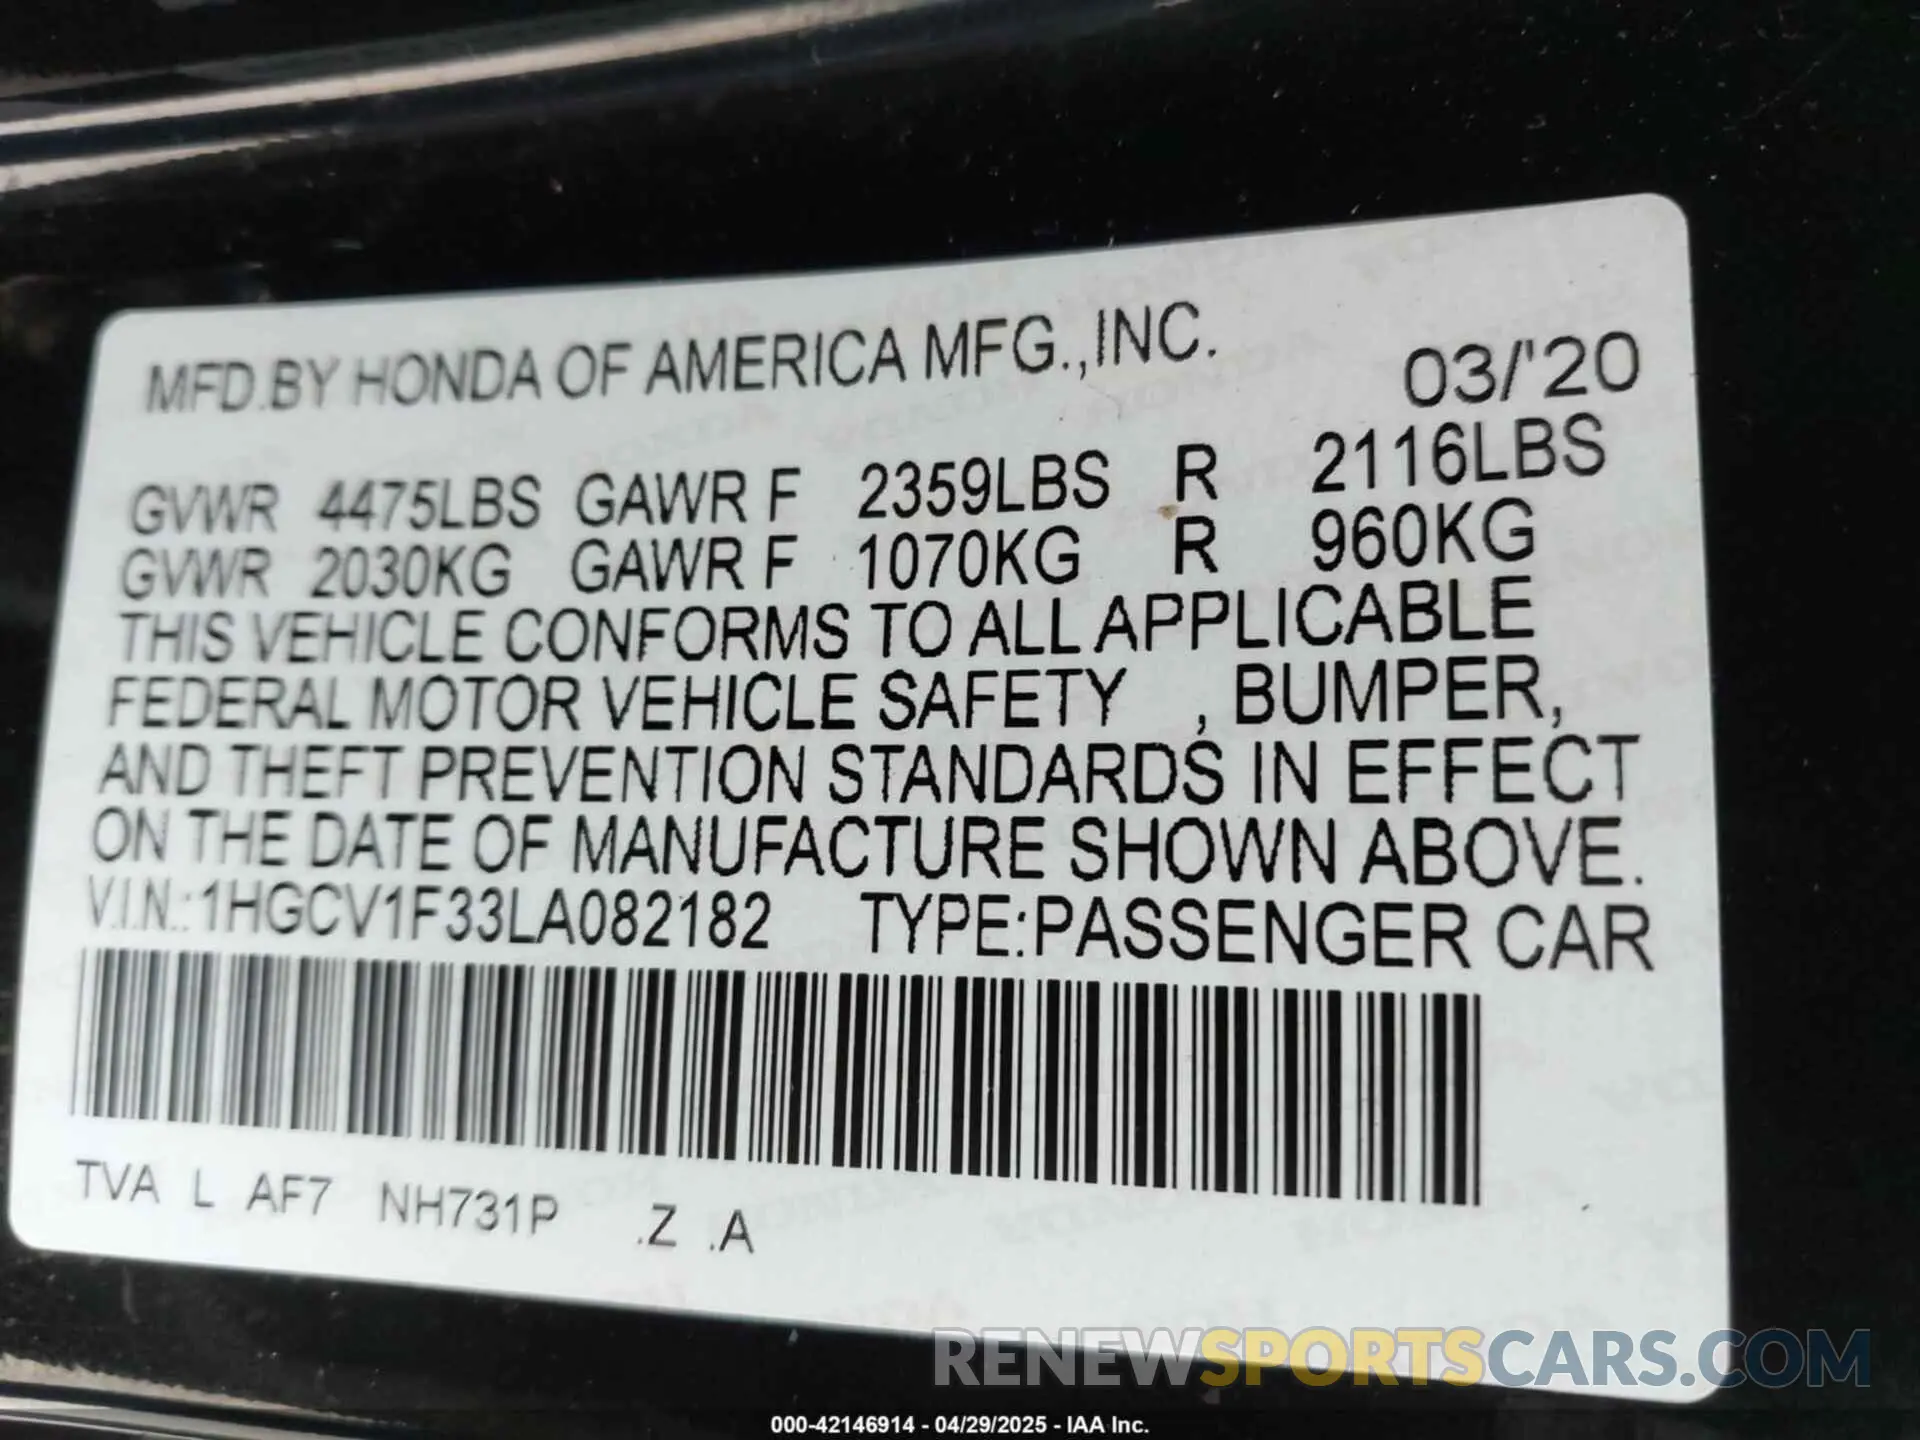 MFD.BY HONDA OF AMERICA MFG.,INC. 03/'20
GVWR 4475LBS GAWR F 2359LBS R 2116LBS
GVWR 2030KG GAWR F 1070KG R 960KG
THIS VEHICLE CONFORMS TO ALL APPLICABLE
FEDERAL MOTOR VEHICLE SAFETY , BUMPER,
AND THEFT PREVENTION STANDARDS IN EFFECT
ON THE DATE OF MANUFACTURE SHOWN ABOVE.
V.I.N.:1HGCV1F33LA082182 TYPE:PASSENGER CAR
TVA L AF7 NH731P .Z .A
RENEWSPORTSCARS.COM
000-42146914 - 04/29/2025 - IAA Inc.